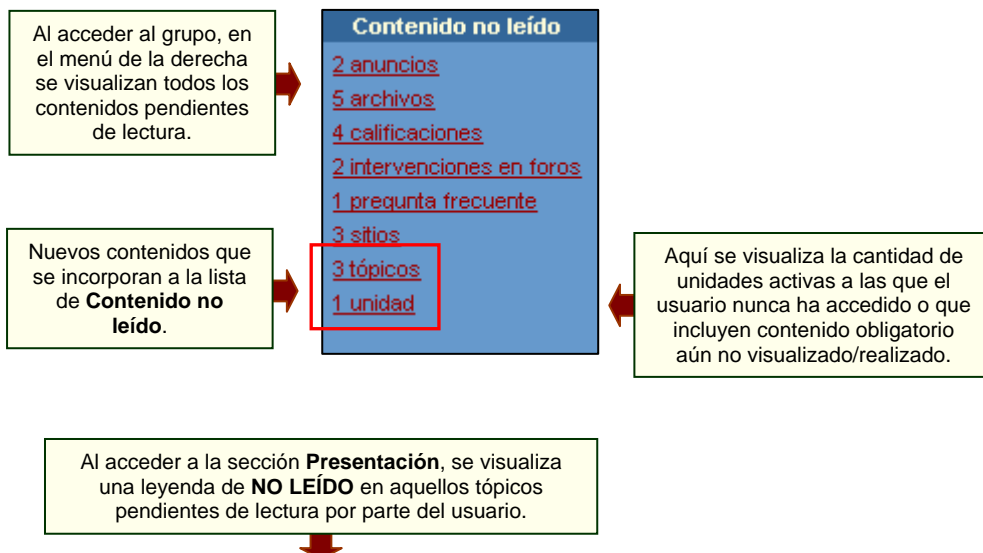 Al acceder al grupo, en
el menú de la derecha
se visualizan todos los
contenidos pendientes
de lectura.
Contenido no leído
2 anuncios
5 archivos
4 calificaciones
2 intervenciones en foros
1 pregunta frecuente
3 sitios
3 tópicos
1 unidad
Nuevos contenidos que
se incorporan a la lista
de Contenido no
leído.
Aquí se visualiza la cantidad de
unidades activas a las que el
usuario nunca ha accedido o que
incluyen contenido obligatorio
aún no visualizado/realizado.
Al acceder a la sección Presentación, se visualiza
una leyenda de NO LEÍDO en aquellos tópicos
pendientes de lectura por parte del usuario.